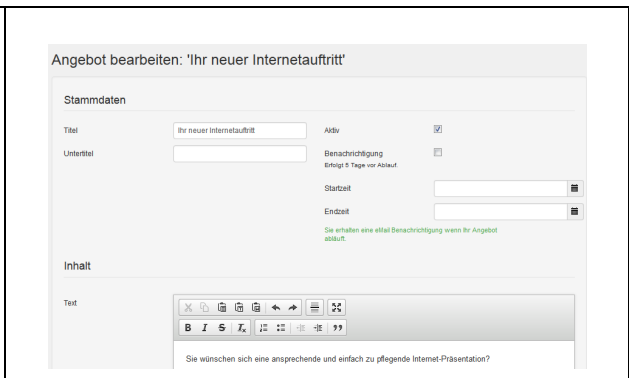 Angebot bearbeiten: 'Ihr neuer Internetauftritt'
Stammdaten
Titel
Ihr neuer Internetauftritt
Untertitel
Aktiv
Benachrichtigung
Erfolgt 5 Tage vor Ablauf.
Startzeit
Endzeit
Sie erhalten eine eMail Benachrichtigung wenn Ihr Angebot
abläuft.
Inhalt
Text
B I S Ix
Sie wünschen sich eine ansprechende und einfach zu pflegende Internet-Präsentation?